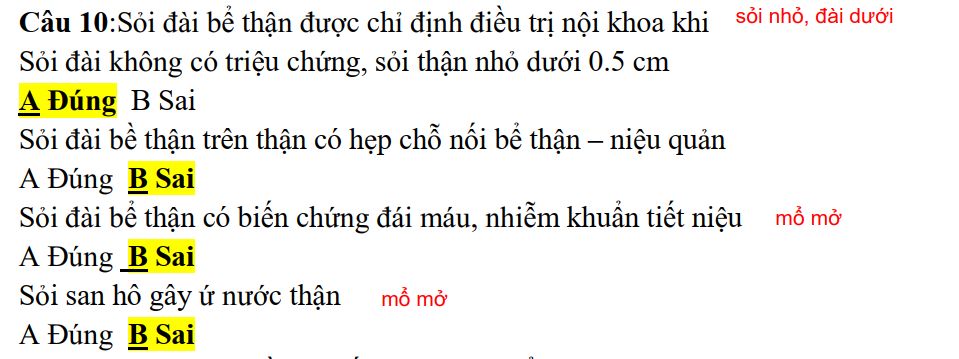 Câu 10:Sỏi đài bể thận được chỉ định điều trị nội khoa khi sỏi nhỏ, đài dưới
Sỏi đài không có triệu chứng, sỏi thận nhỏ dưới 0.5 cm
A Đúng B Sai
Sỏi đài bề thận trên thận có hẹp chỗ nối bể thận – niệu quản
A Đúng B Sai
Sỏi đài bể thận có biến chứng đái máu, nhiễm khuẩn tiết niệu mổ mở
A Đúng B Sai
Sỏi san hô gây ứ nước thận mổ mở
A Đúng B Sai